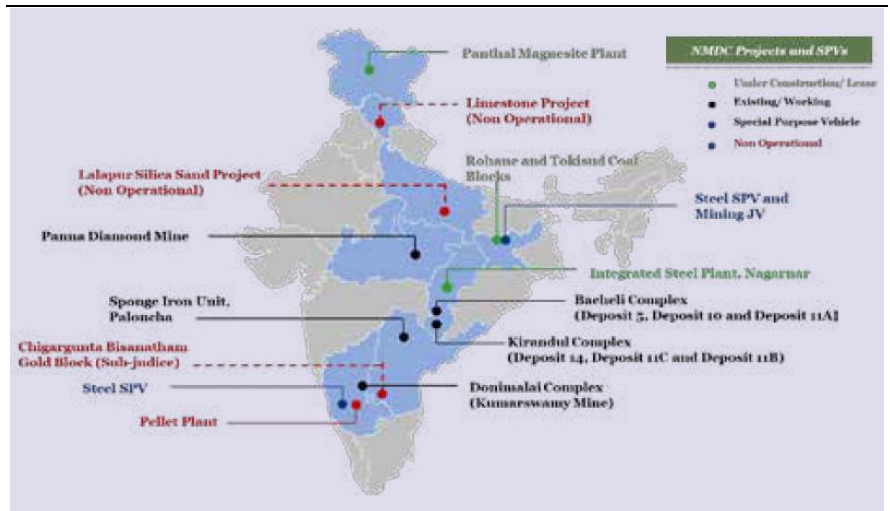 Panthal Magnesite Plant
NMDC Projects and SPVs
Under Construction/ Lease
Existing/ Working
Special Purpose Vehicle
Non Operational
Limestone Project
(Non Operational)
Lalapur Silica Sand Project
(Non Operational)
Rohane and Tokisud Coal
Blocks
Steel SPV and
Mining JV
Panna Diamond Mine
Integrated Steel Plant, Nagarnar
Sponge Iron Unit,
Paloncha
Bacheli Complex
(Deposit 5, Deposit 10 and Deposit 11A)
Kirandul Complex
(Deposit 14, Deposit 11C and Deposit 11B)
Chigargunta Bisanatham
Gold Block (Sub-judice)
Steel SPV
Donimalai Complex
(Kumarswamy Mine)
Pellet Plant